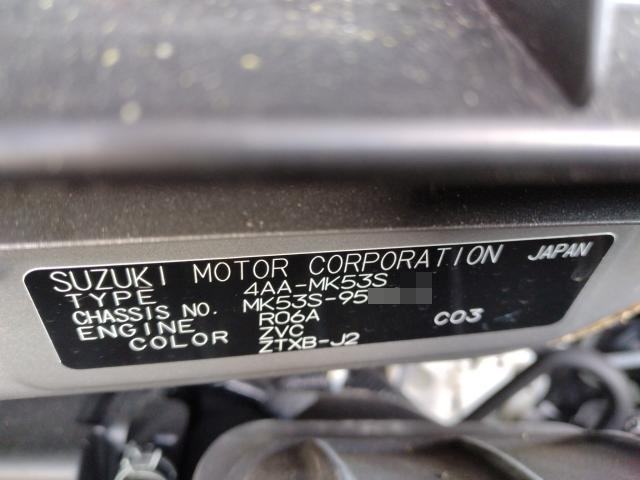 SUZUKI MOTOR CORPORATION JAPAN
TYPE 4AA-MK53S
CHASSIS NO. MK53S-95
ENGINE R06A C03
COLOR ZVC
ZTXB-J2